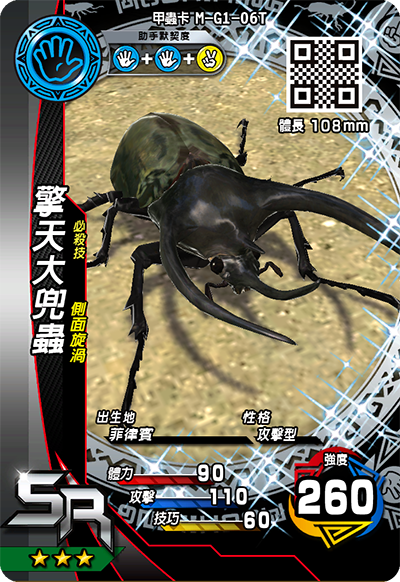 甲蟲卡 M-G1-06T
助手默契度
體長 108mm
擎天大兜蟲
必殺技
側面旋渦
出生地
菲律賓
性格
攻擊型
體力 90
攻擊 110
技巧 60
強度
260
SR